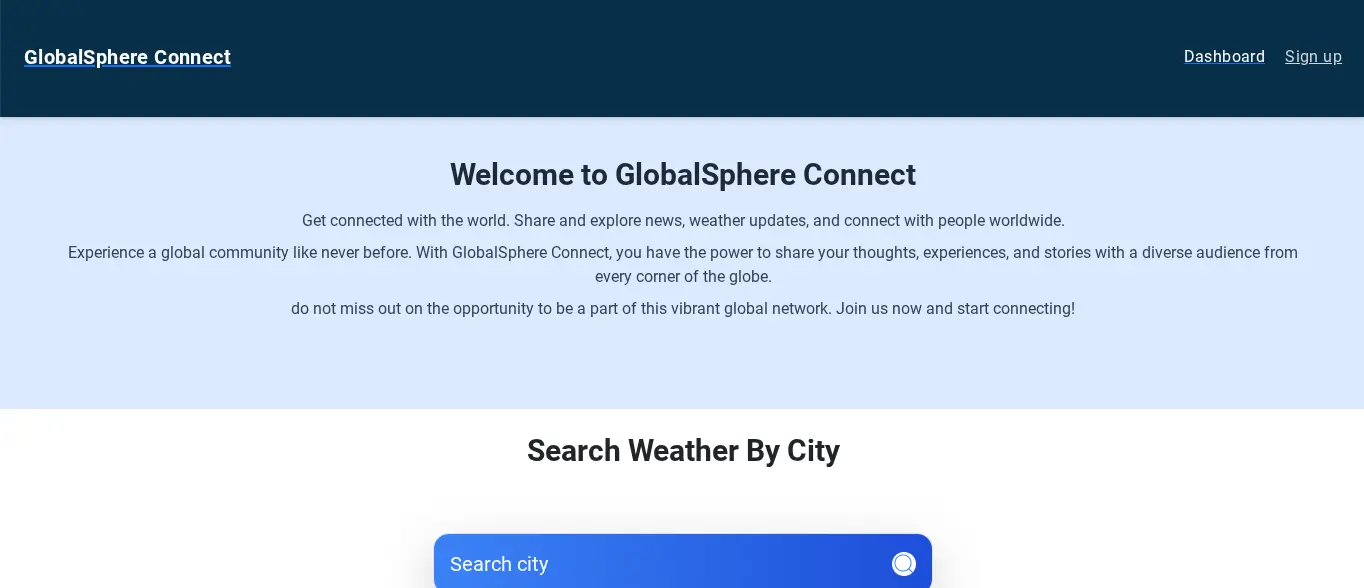 GlobalSphere Connect
Dashboard
Sign up
Welcome to GlobalSphere Connect
Get connected with the world. Share and explore news, weather updates, and connect with people worldwide.
Experience a global community like never before. With GlobalSphere Connect, you have the power to share your thoughts, experiences, and stories with a diverse audience from
every corner of the globe.
do not miss out on the opportunity to be a part of this vibrant global network. Join us now and start connecting!
Search Weather By City
Search city